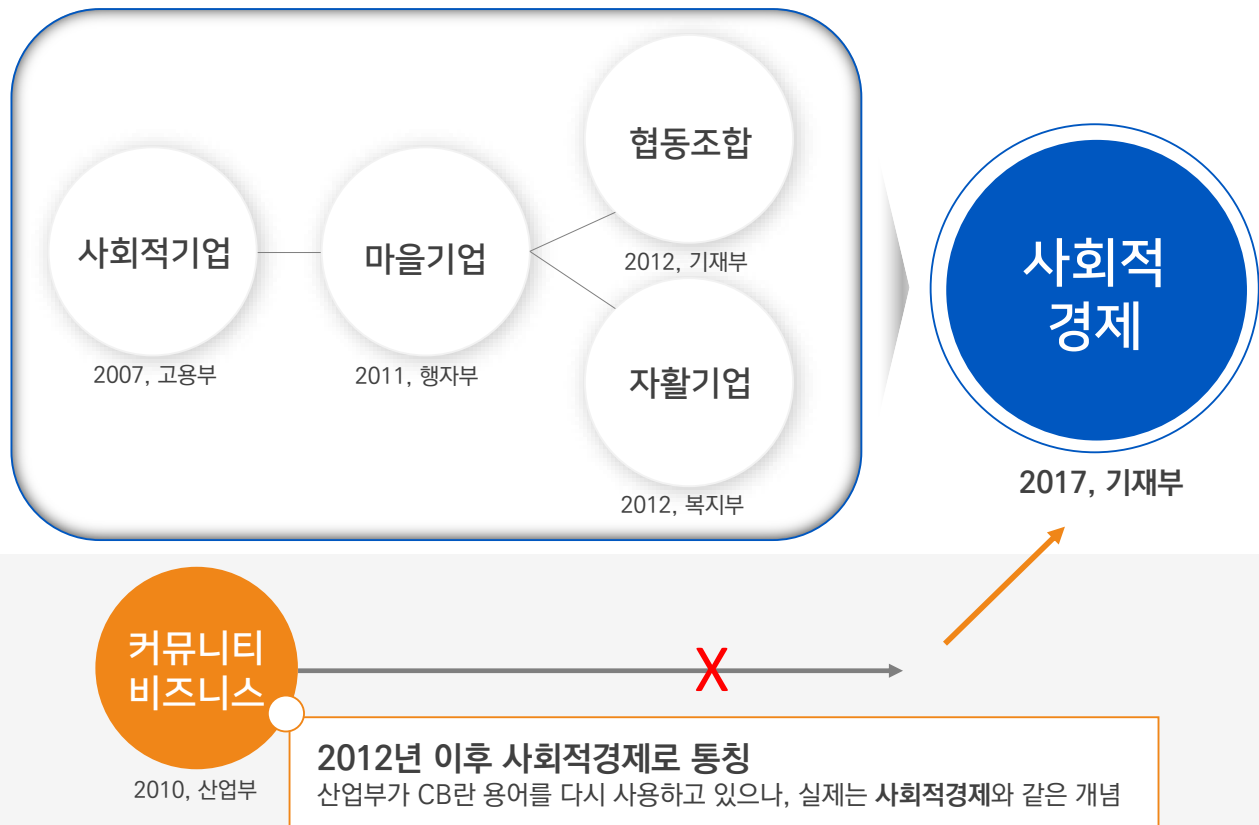 협동조합
2012, 기재부
사회적기업
2007, 고용부
마을기업
2011, 행자부
자활기업
2012, 복지부
사회적
경제
2017, 기재부
커뮤니티
비즈니스
2010, 산업부
X
2012년 이후 사회적경제로 통칭
산업부가 CB란 용어를 다시 사용하고 있으나, 실제는 사회적경제와 같은 개념